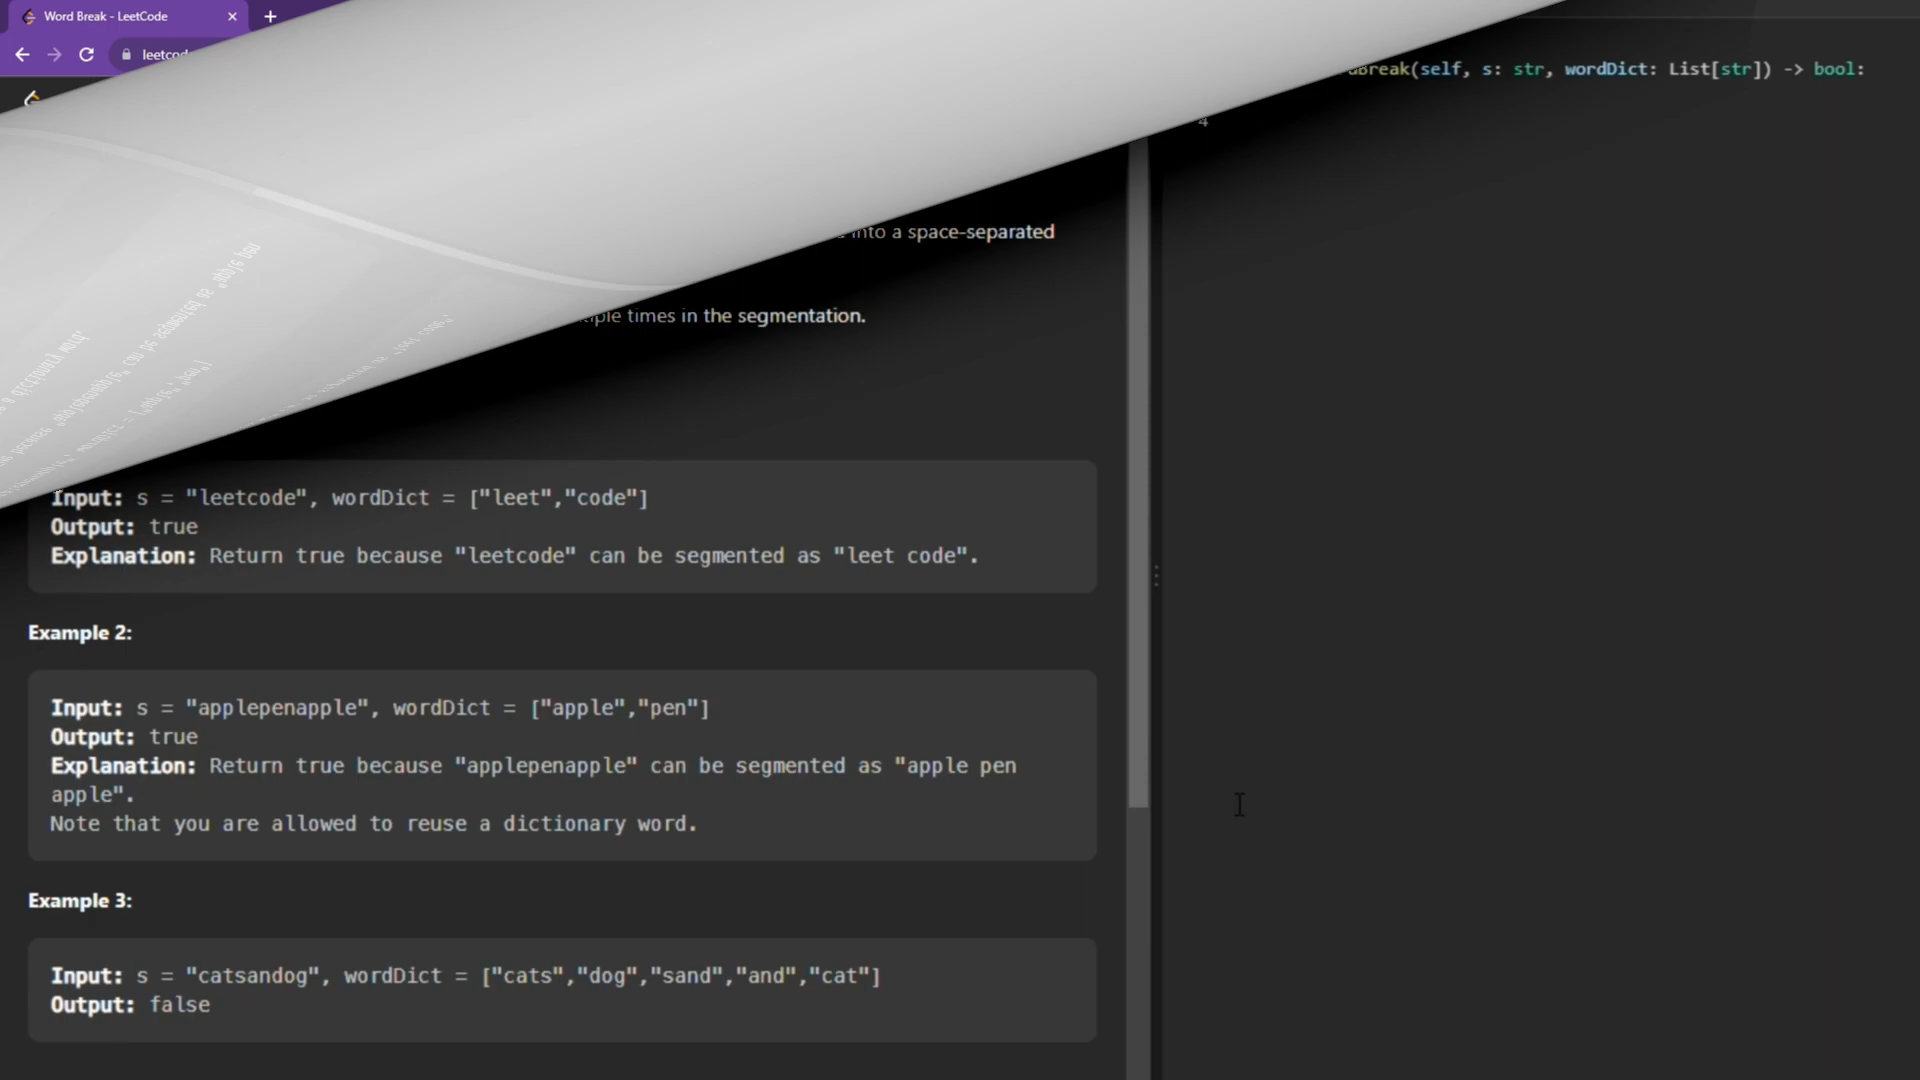 Word Break - LeetCode
leetcod
Break(self, s: str, wordDict: List[str]) -> bool:
4
into a space-separated
times in the segmentation.
Input: s = "leetcode", wordDict = ["leet","code"]
Output: true
Explanation: Return true because "leetcode" can be segmented as "leet code".
Example 2:
Input: s = "applepenapple", wordDict = ["apple","pen"]
Output: true
Explanation: Return true because "applepenapple" can be segmented as "apple pen
apple".
Note that you are allowed to reuse a dictionary word.
Example 3:
Input: s = "catsandog", wordDict = ["cats","dog","sand","and","cat"]
Output: false